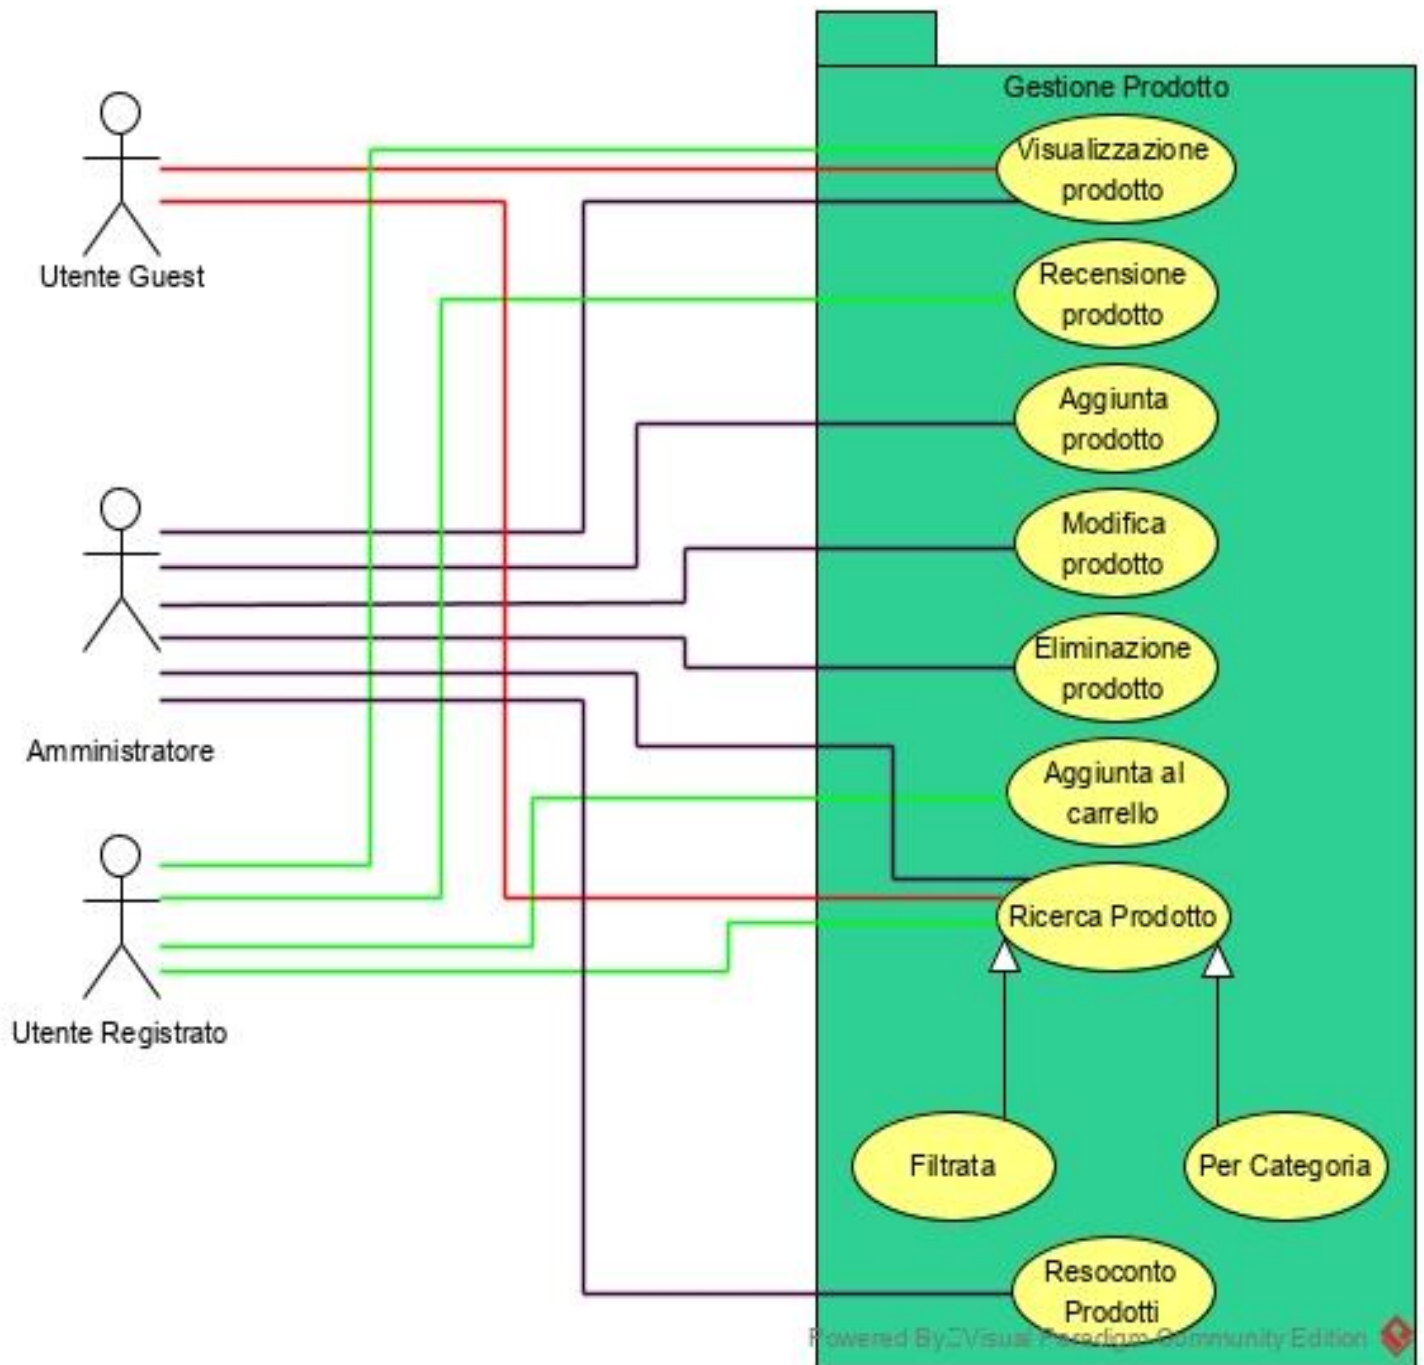 Gestione Prodotto
Visualizzazione
prodotto
Utente Guest
Recensione
prodotto
Aggiunta
prodotto
Modifica
prodotto
Eliminazione
prodotto
Amministratore
Aggiunta al
carrello
Ricerca Prodotto
Utente Registrato
Filtrata
Per Categoria
Resoconto
Prodotti
Powered By Visual Paradigm Community Edition